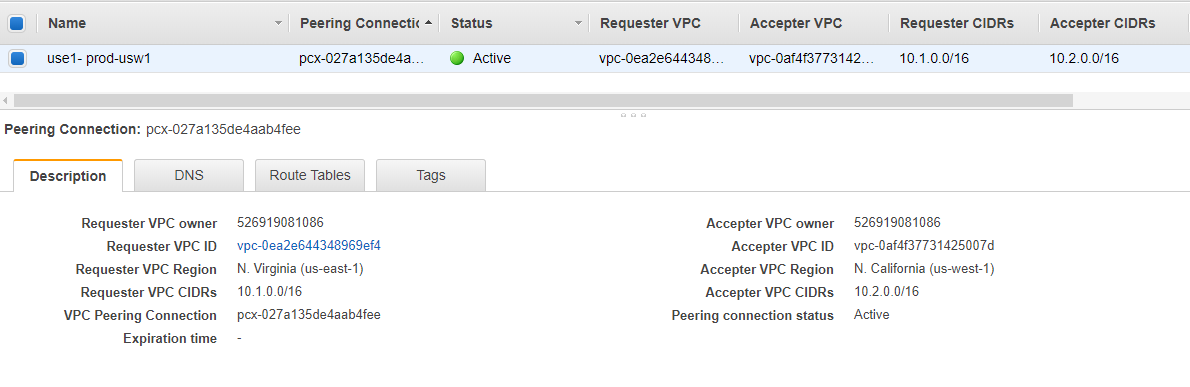 Name Peering Connectic Status Requester VPC Accepter VPC Requester CIDRs Accepter CIDRs
use1- prod-usw1 pcx-027a135de4a… Active vpc-0ea2e644348… vpc-0af4f3773142… 10.1.0.0/16 10.2.0.0/16
Peering Connection: pcx-027a135de4aab4fee
Description DNS Route Tables Tags
Requester VPC owner 526919081086 Accepter VPC owner 526919081086
Requester VPC ID vpc-0ea2e644348969ef4 Accepter VPC ID vpc-0af4f37731425007d
Requester VPC Region N. Virginia (us-east-1) Accepter VPC Region N. California (us-west-1)
Requester VPC CIDRs 10.1.0.0/16 Accepter VPC CIDRs 10.2.0.0/16
VPC Peering Connection pcx-027a135de4aab4fee Peering connection status Active
Expiration time -